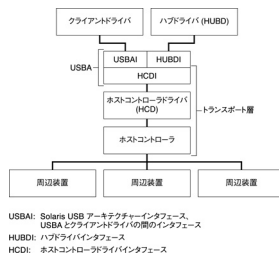 クライアントドライバ
ハブドライバ (HUBD)
USBA
USBAI
HUBDI
HCDI
ホストコントローラドライバ
(HCD)
トランスポート層
ホストコントローラ
周辺装置
周辺装置
周辺装置
USBAI: Solaris USB アーキテクチャーインタフェース、
USBA とクライアントドライバの間のインタフェース
HUBDI: ハブドライバインタフェース
HCDI: ホストコントローラドライバインタフェース